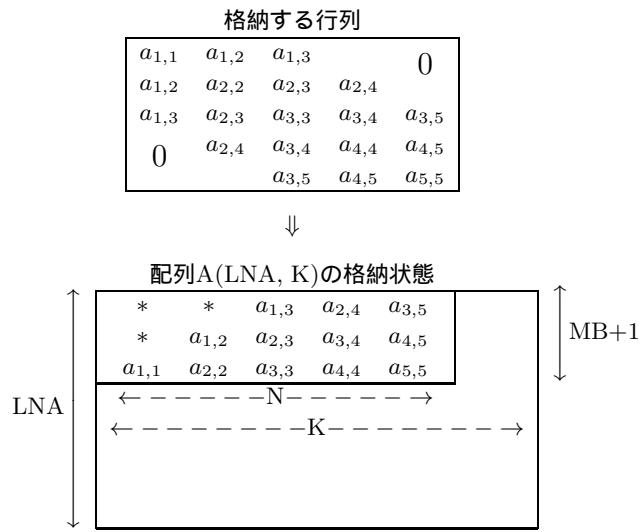 格納する行列
a1,1 a1,2 a1,3 0
a1,2 a2,2 a2,3 a2,4
a1,3 a2,3 a3,3 a3,4 a3,5
0 a2,4 a3,4 a4,4 a4,5
a3,5 a4,5 a5,5
⇓
配列A(LNA, K)の格納状態
* * a1,3 a2,4 a3,5
* a1,2 a2,3 a3,4 a4,5
MB+1
a1,1 a2,2 a3,3 a4,4 a5,5
N
LNA
K